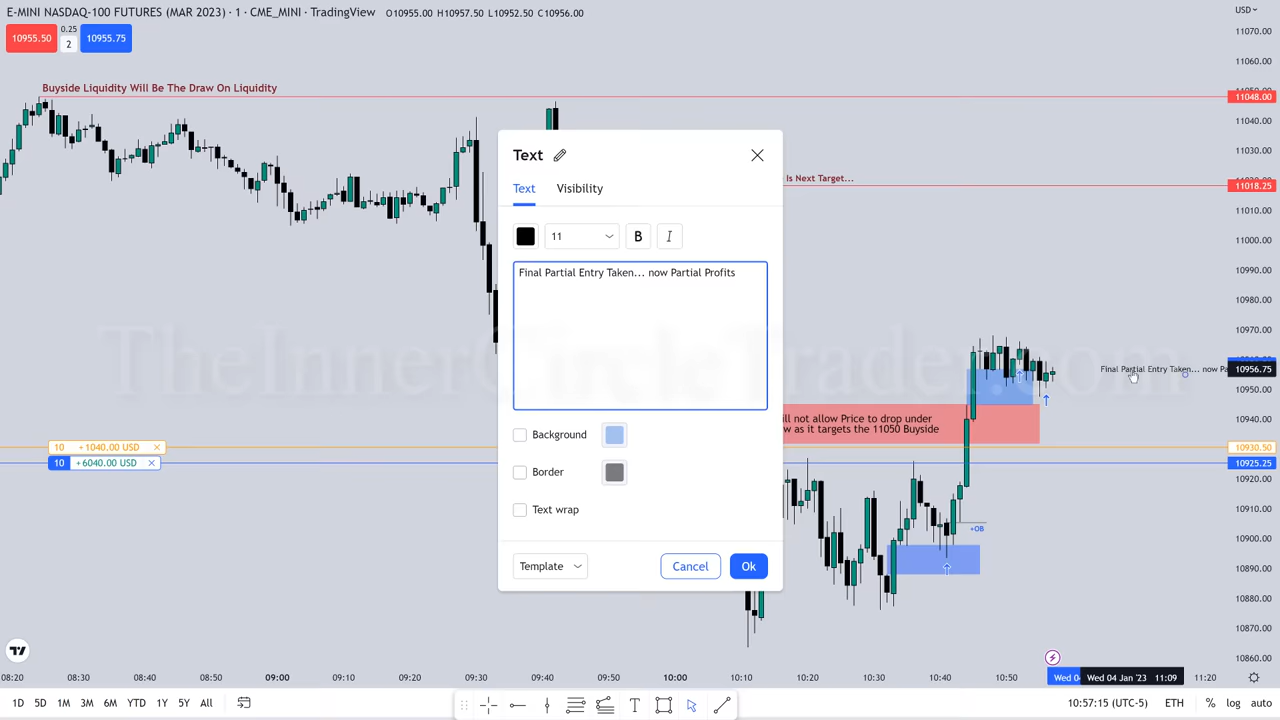 E-MINI NASDAQ-100 FUTURES (MAR 2023) · 1 · CME_MINI · TradingView O10955.00 H10957.50 L10952.50 C10956.00
USD
10955.50
0.25
2
10955.75
Buyside Liquidity Will Be The Draw On Liquidity
11070.00
11060.00
11048.00
11040.00
11030.00
Is Next Target...
11018.25
11010.00
11000.00
10990.00
10980.00
10970.00
10956.75
10950.00
10940.00
10930.50
10925.25
10920.00
10910.00
10900.00
10890.00
10880.00
10870.00
10860.00
Text
Text Visibility
11 B I
Final Partial Entry Taken... now Partial Profits
Background
Border
Text wrap
Template Cancel Ok
TheInnerCircleTrader.com
Final Partial Entry Taken... now Pa
ill not allow Price to drop under
w as it targets the 11050 Buyside
10 +1040.00 USD
10 +6040.00 USD
+OB
08:20 08:30 08:40 08:50 09:00 09:10 09:20 09:30 09:40 09:50 10:00 10:10 10:20 10:30 10:40 10:50 Wed 04 Wed 04 Jan '23 11:09 11:20
1D 5D 1M 3M 6M YTD 1Y 5Y All
T
10:57:15 (UTC-5) ETH % log auto